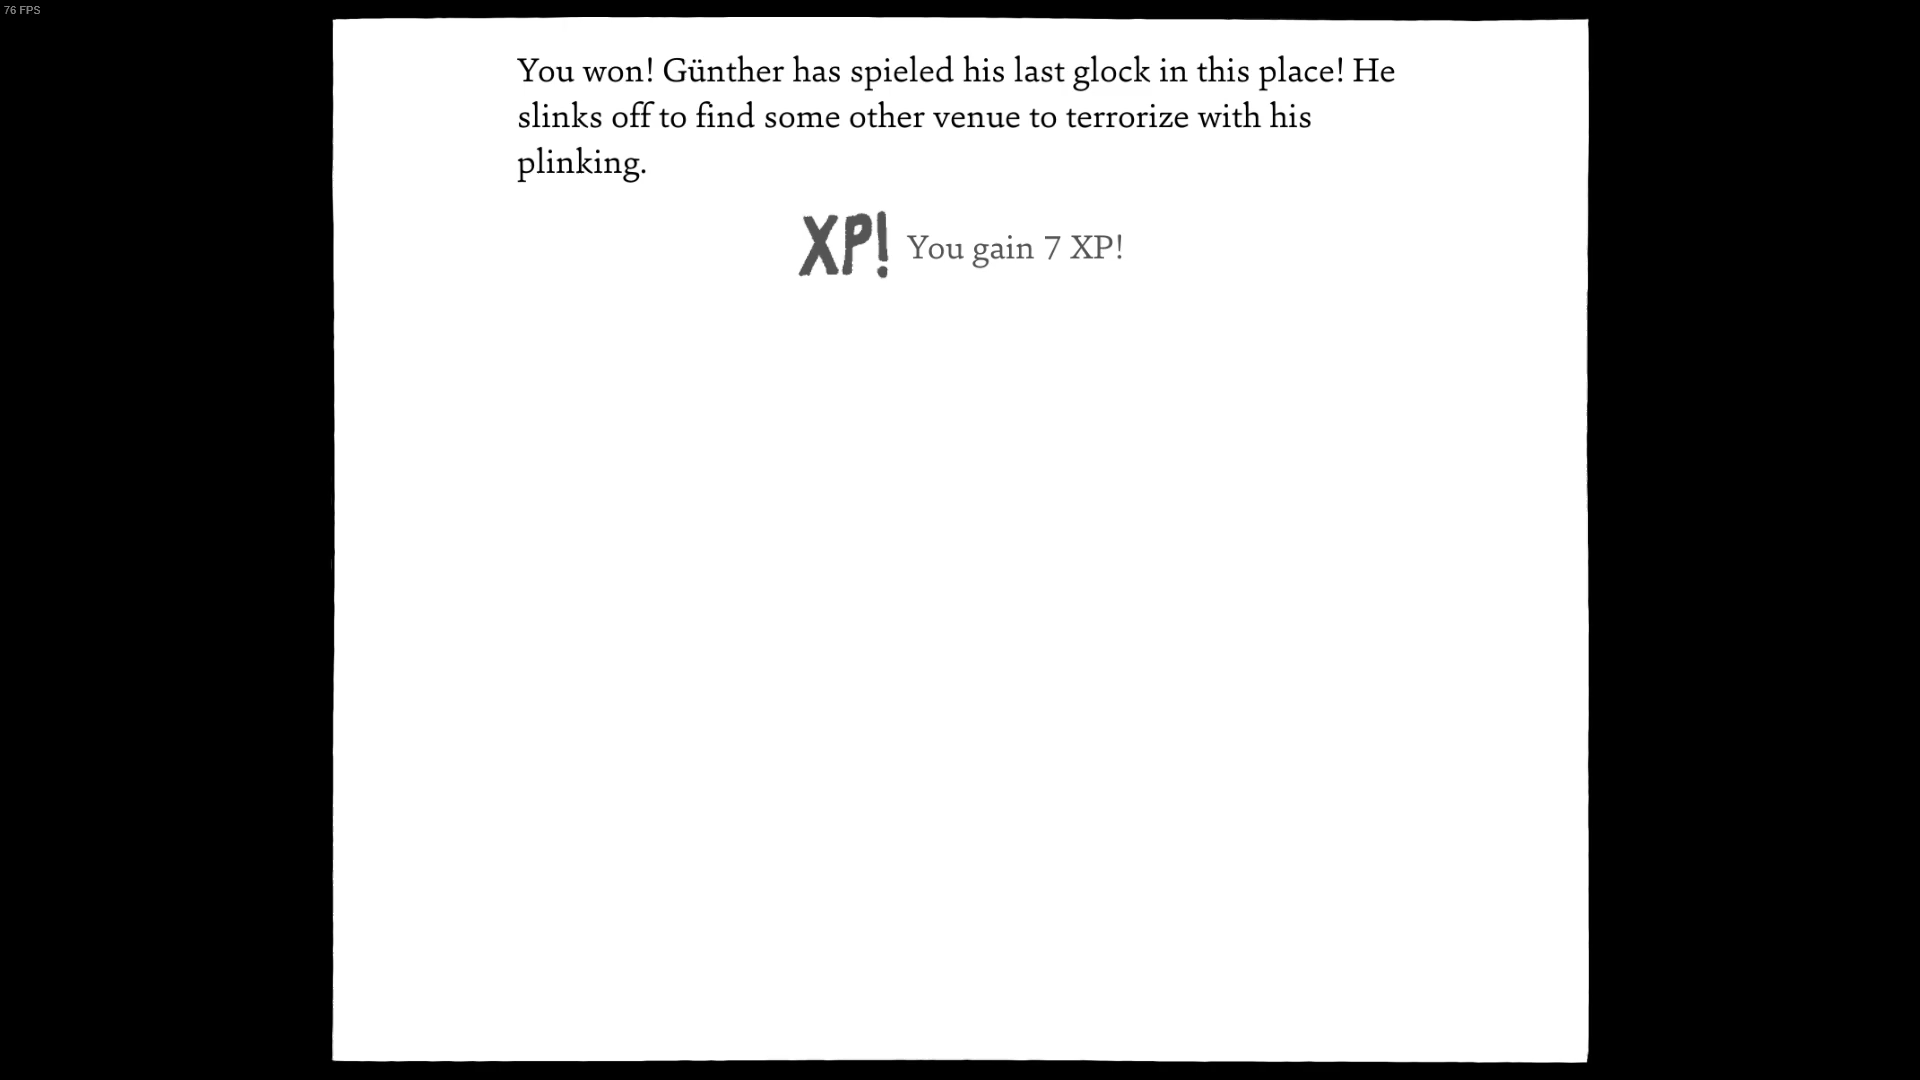 76 FPS
You won! Günther has spieled his last glock in this place! He
slinks off to find some other venue to terrorize with his
plinking.
XP! You gain 7 XP!